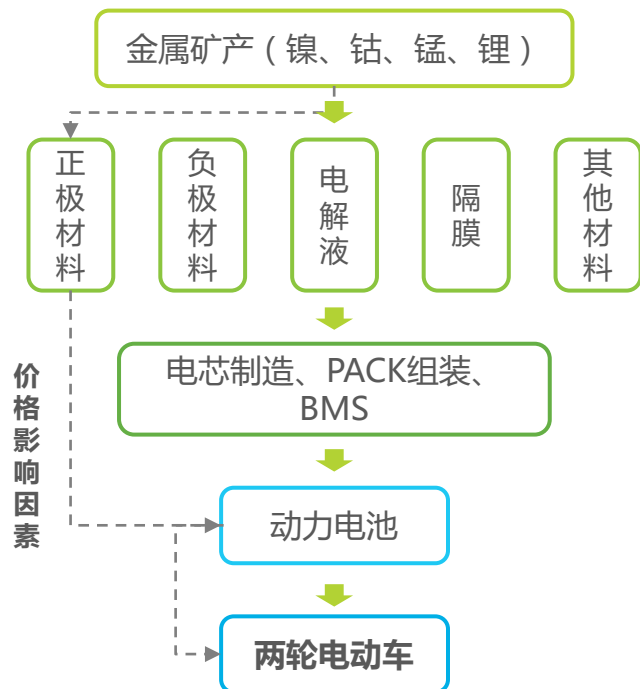 金属矿产（镍、钴、锰、锂）
正极材料
负极材料
电解液
隔膜
其他材料
价格影响因素
电芯制造、PACK组装、
BMS
动力电池
两轮电动车